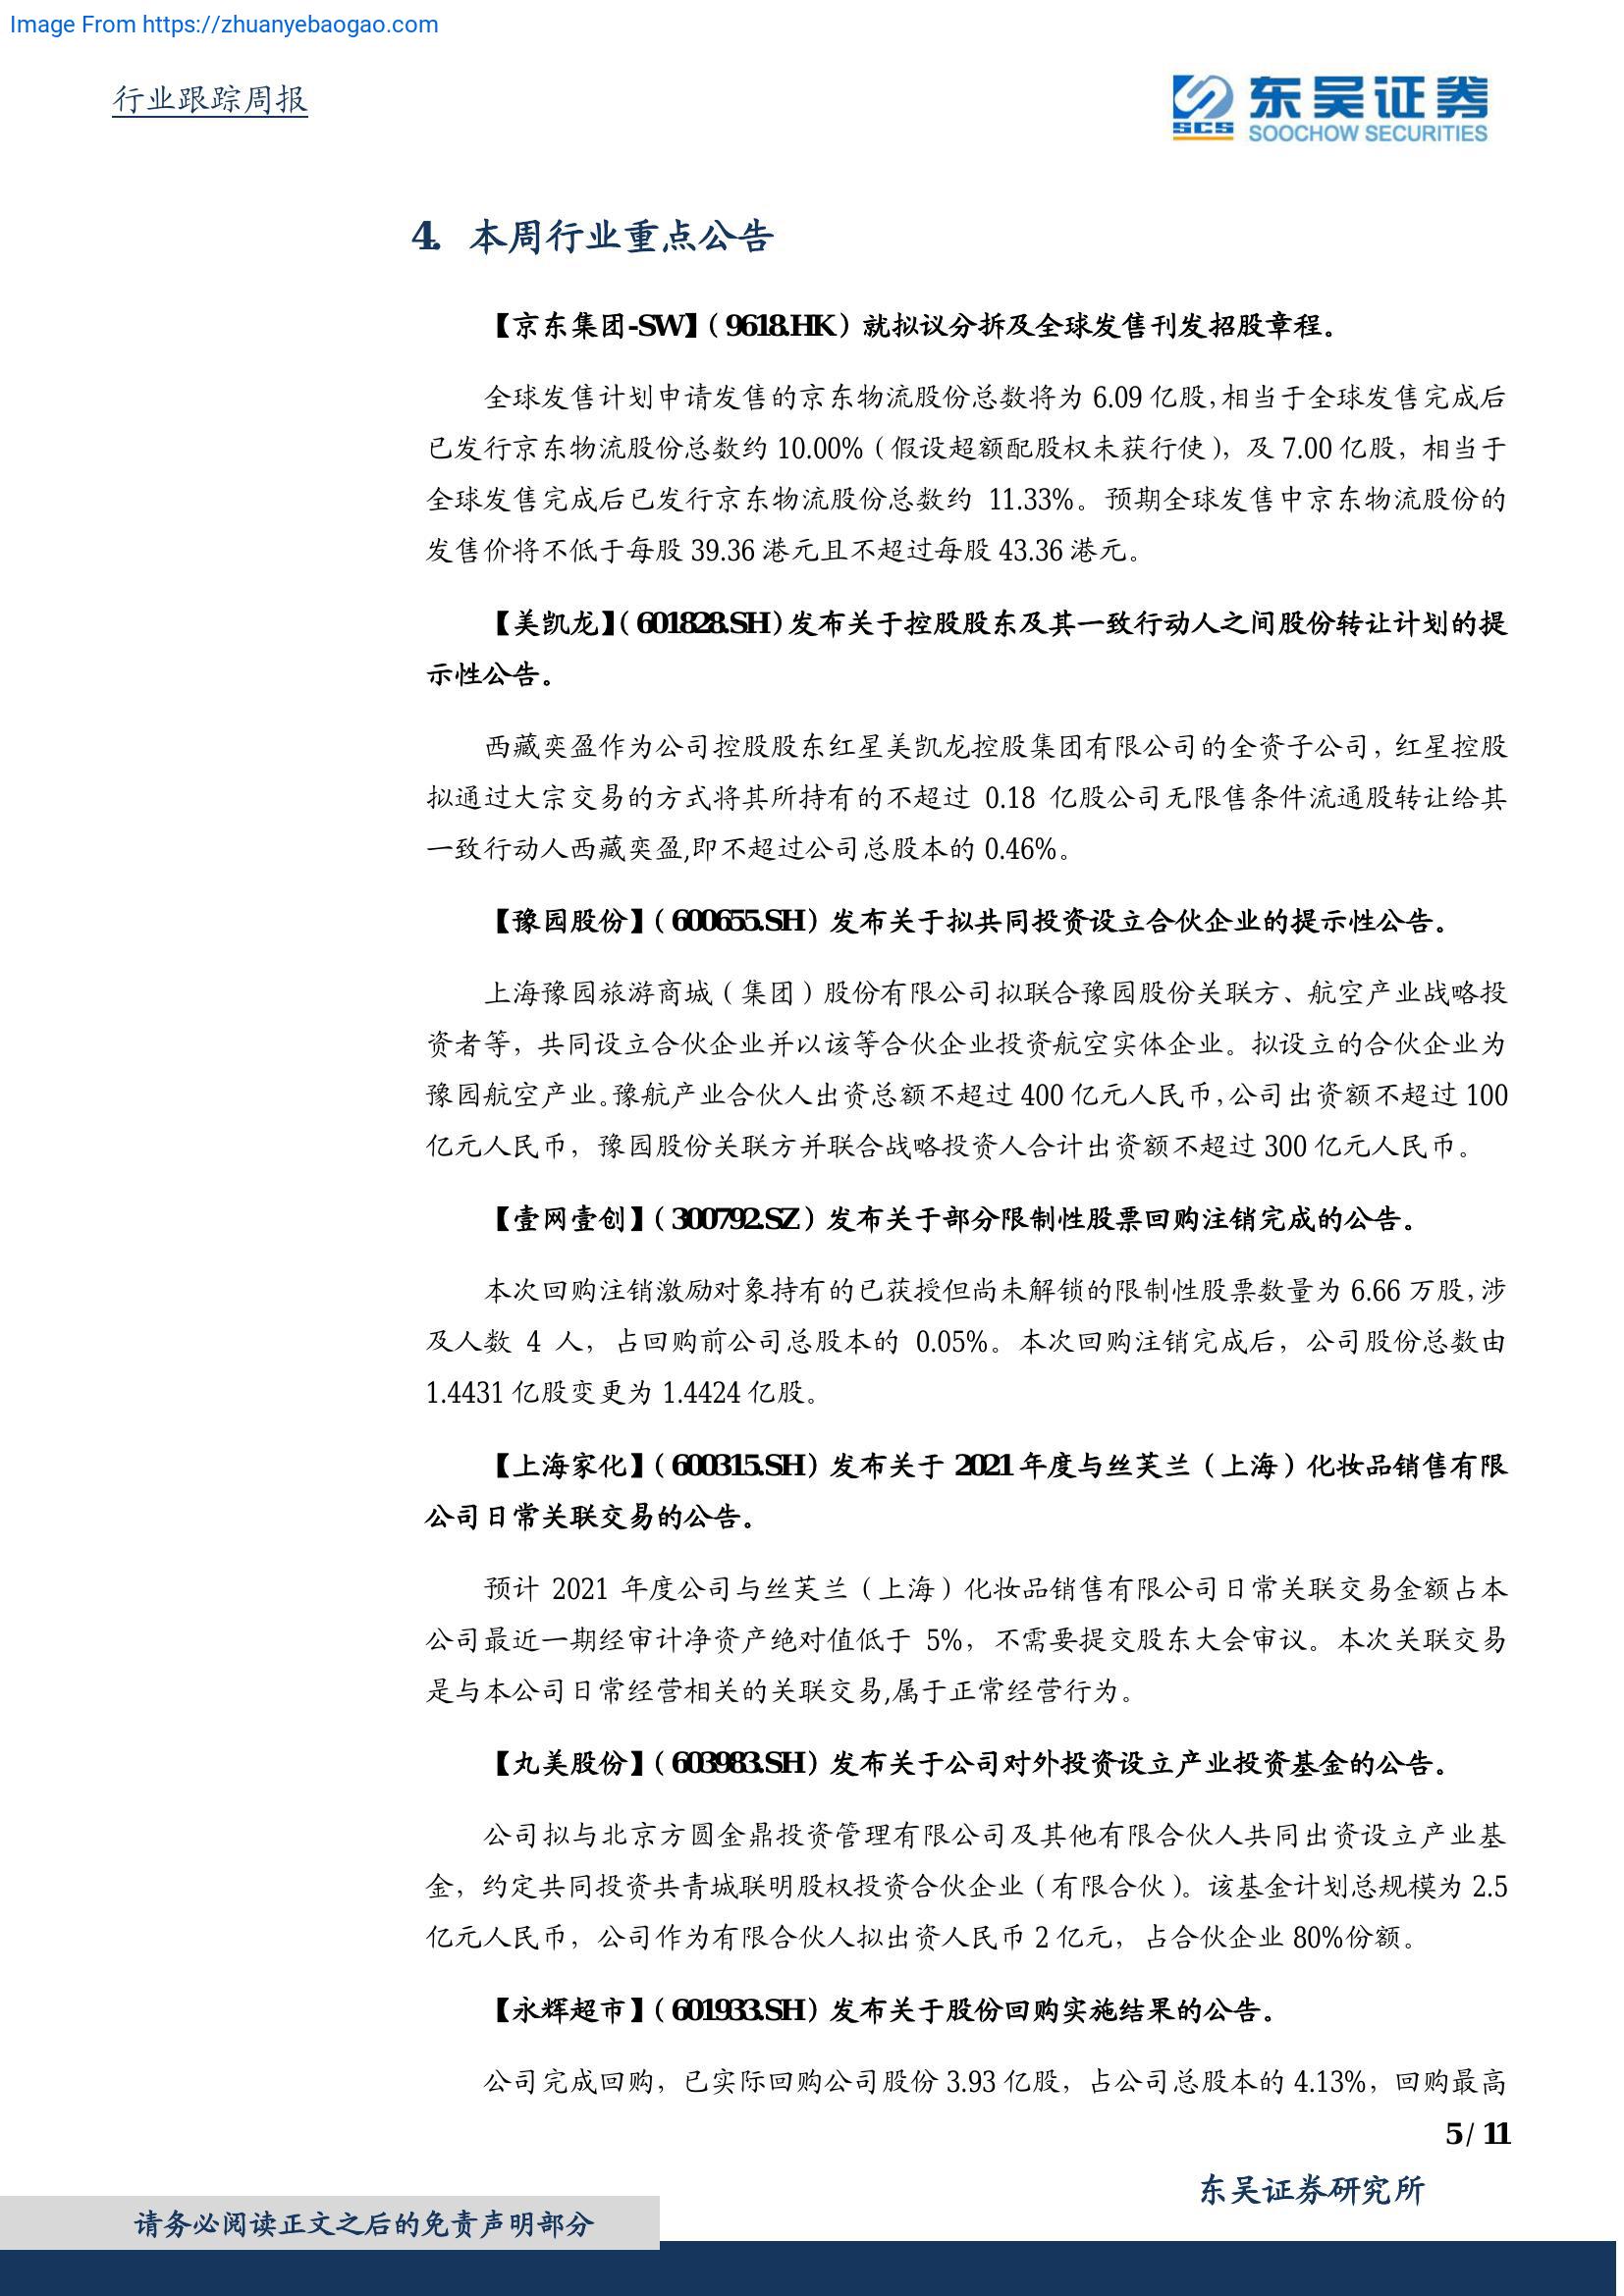 Image From https://zhuanyebaogao.com
行业跟踪周报
SCS
东吴证券
SOOCHOW SECURITIES
4. 本周行业重点公告
【京东集团-SW】（9618.HK）就拟议分拆及全球发售刊发招股章程。
全球发售计划申请发售的京东物流股份总数将为 6.09 亿股，相当于全球发售完成后
已发行京东物流股份总数约 10.00%（假设超额配股权未获行使），及 7.00 亿股，相当于
全球发售完成后已发行京东物流股份总数约 11.33%。预期全球发售中京东物流股份的
发售价将不低于每股 39.36 港元且不超过每股 43.36 港元。
【美凯龙】（601828.SH）发布关于控股股东及其一致行动人之间股份转让计划的提
示性公告。
西藏奕盈作为公司控股股东红星美凯龙控股集团有限公司的全资子公司，红星控股
拟通过大宗交易的方式将其所持有的不超过 0.18 亿股公司无限售条件流通股转让给其
一致行动人西藏奕盈,即不超过公司总股本的 0.46%。
【豫园股份】（600655.SH）发布关于拟共同投资设立合伙企业的提示性公告。
上海豫园旅游商城（集团）股份有限公司拟联合豫园股份关联方、航空产业战略投
资者等，共同设立合伙企业并以该等合伙企业投资航空实体企业。拟设立的合伙企业为
豫园航空产业。豫航产业合伙人出资总额不超过 400 亿元人民币，公司出资额不超过 100
亿元人民币，豫园股份关联方并联合战略投资人合计出资额不超过 300 亿元人民币。
【壹网壹创】（300792.SZ）发布关于部分限制性股票回购注销完成的公告。
本次回购注销激励对象持有的已获授但尚未解锁的限制性股票数量为 6.66 万股，涉
及人数 4 人，占回购前公司总股本的 0.05%。本次回购注销完成后，公司股份总数由
1.4431 亿股变更为 1.4424 亿股。
【上海家化】（600315.SH）发布关于 2021 年度与丝芙兰（上海）化妆品销售有限
公司日常关联交易的公告。
预计 2021 年度公司与丝芙兰（上海）化妆品销售有限公司日常关联交易金额占本
公司最近一期经审计净资产绝对值低于 5%，不需要提交股东大会审议。本次关联交易
是与本公司日常经营相关的关联交易,属于正常经营行为。
【丸美股份】（603983.SH）发布关于公司对外投资设立产业投资基金的公告。
公司拟与北京方圆金鼎投资管理有限公司及其他有限合伙人共同出资设立产业基
金，约定共同投资共青城联明股权投资合伙企业（有限合伙）。该基金计划总规模为 2.5
亿元人民币，公司作为有限合伙人拟出资人民币 2 亿元，占合伙企业 80%份额。
【永辉超市】（601933.SH）发布关于股份回购实施结果的公告。
公司完成回购，已实际回购公司股份 3.93 亿股，占公司总股本的 4.13%，回购最高
5 / 11
东吴证券研究所
请务必阅读正文之后的免责声明部分